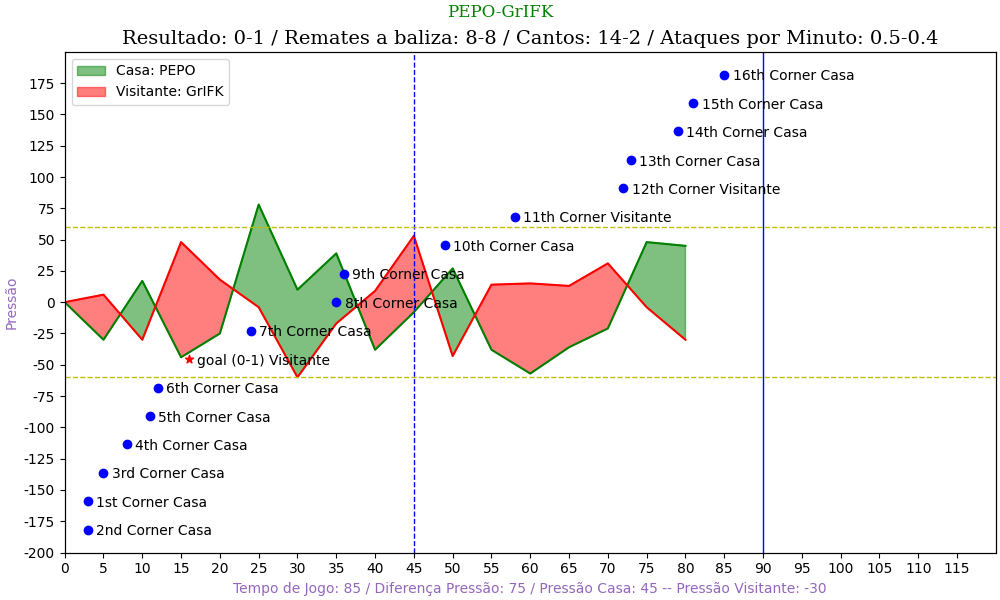 PEPO-GrIFK
Resultado: 0-1 / Remates a baliza: 8-8 / Cantos: 14-2 / Ataques por Minuto: 0.5-0.4
Casa: PEPO
Visitante: GrIFK
16th Corner Casa
15th Corner Casa
14th Corner Casa
13th Corner Casa
12th Corner Visitante
11th Corner Visitante
10th Corner Casa
9th Corner Casa
8th Corner Casa
7th Corner Casa
goal (0-1) Visitante
6th Corner Casa
5th Corner Casa
4th Corner Casa
3rd Corner Casa
1st Corner Casa
2nd Corner Casa
Pressão
175
150
125
100
75
50
25
0
-25
-50
-75
-100
-125
-150
-175
-200
0 5 10 15 20 25 30 35 40 45 50 55 60 65 70 75 80 85 90 95 100 105 110 115
Tempo de Jogo: 85 / Diferença Pressão: 75 / Pressão Casa: 45 -- Pressão Visitante: -30